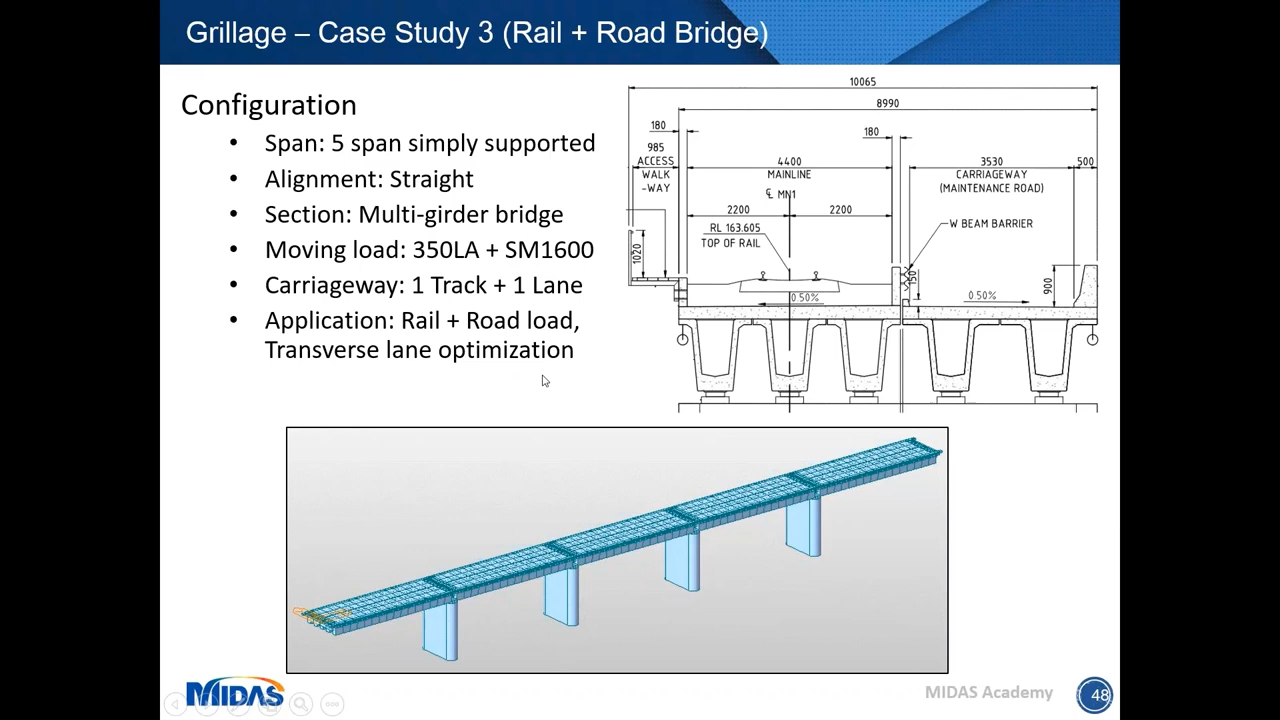 Grillage – Case Study 3 (Rail + Road Bridge)
Configuration
• Span: 5 span simply supported
• Alignment: Straight
• Section: Multi-girder bridge
• Moving load: 350LA + SM1600
• Carriageway: 1 Track + 1 Lane
• Application: Rail + Road load,
Transverse lane optimization
10065
8990
180
180
985
ACCESS
WALK
-WAY
4400
MAINLINE
℄ MN1
3530
CARRIAGEWAY
(MAINTENANCE ROAD)
500
2200
2200
RL 163.605
TOP OF RAIL
W BEAM BARRIER
1020
150
900
0.50%
0.50%
MIDAS
MIDAS Academy
48